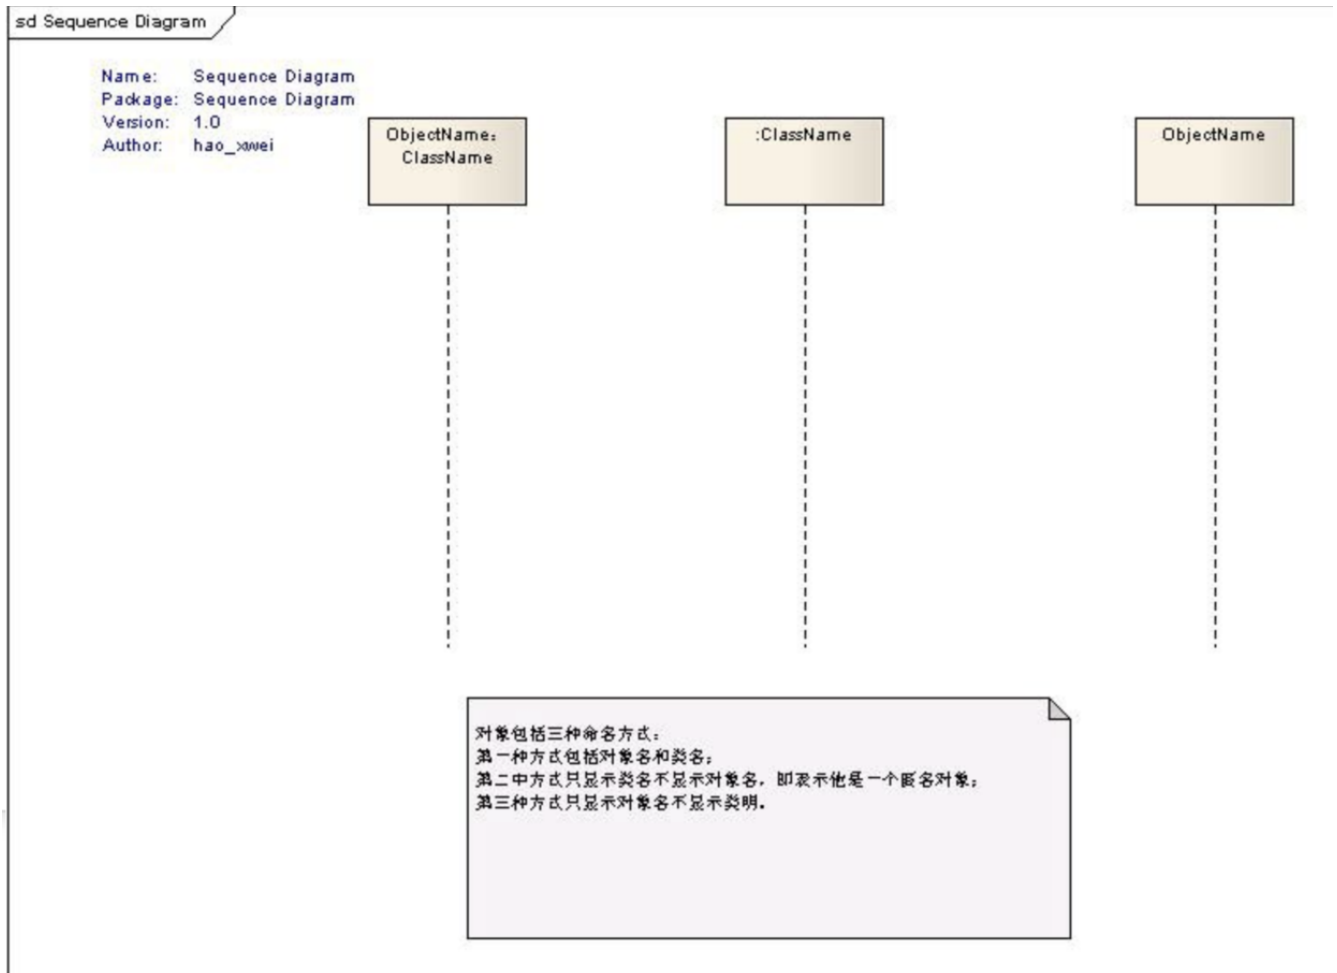 sd Sequence Diagram
Name: Sequence Diagram
Package: Sequence Diagram
Version: 1.0
Author: hao_xwei
ObjectName:
ClassName
:ClassName
ObjectName
对象包括三种命名方式:
第一种方式包括对象名和类名;
第二中方式只显示类名不显示对象名, 即表示他是一个匿名对象;
第三种方式只显示对象名不显示类明.